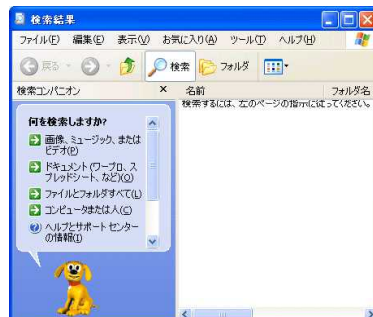 検索結果
ファイル(F) 編集(E) 表示(V) お気に入り(A) ツール(T) ヘルプ(H)
戻る 検索 フォルダ
検索コンパニオン × 名前 フォルダ名
検索するには、左のページの指示に従ってください。
何を検索しますか?
画像、ミュージック、または
ビデオ(P)
ドキュメント (ワープロ、ス
プレッドシート、など)(O)
ファイルとフォルダすべて(L)
コンピュータまたは人(C)
ヘルプとサポート センター
の情報(I)